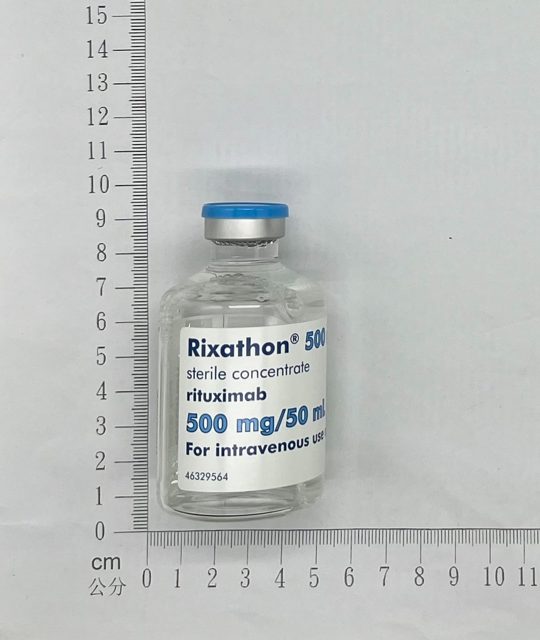 15
14
13
12
11
10
9
8
7
6
5
4
3
2
1
0
Rixathon® 500
sterile concentrate
rituximab
500 mg/50 mL
For intravenous use
46329564
cm
公分
0 1 2 3 4 5 6 7 8 9 10 11